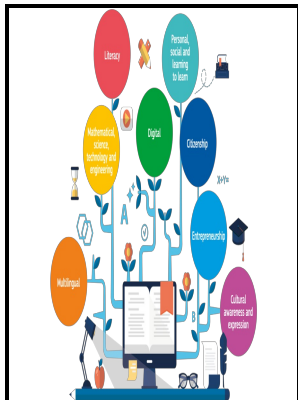 Literacy
Personal,
social and
learning
to learn
Mathematical,
science,
technology and
engineering
Digital
Citizenship
X+Y=
A
Entrepreneurship
Multilingual
Cultural
awareness and
expression
B